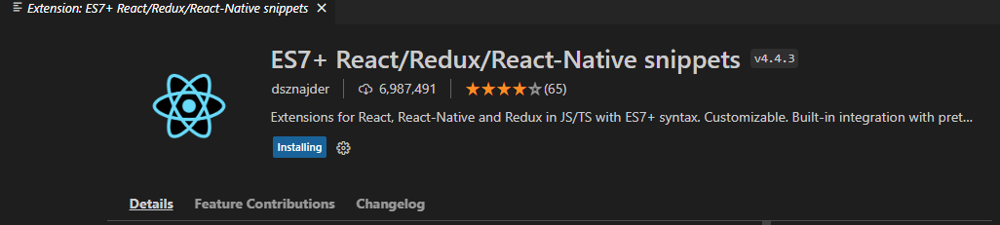 Extension: ES7+ React/Redux/React-Native snippets
ES7+ React/Redux/React-Native snippets v4.4.3
dsznajder 6,987,491 (65)
Extensions for React, React-Native and Redux in JS/TS with ES7+ syntax. Customizable. Built-in integration with pret...
Installing
Details Feature Contributions Changelog